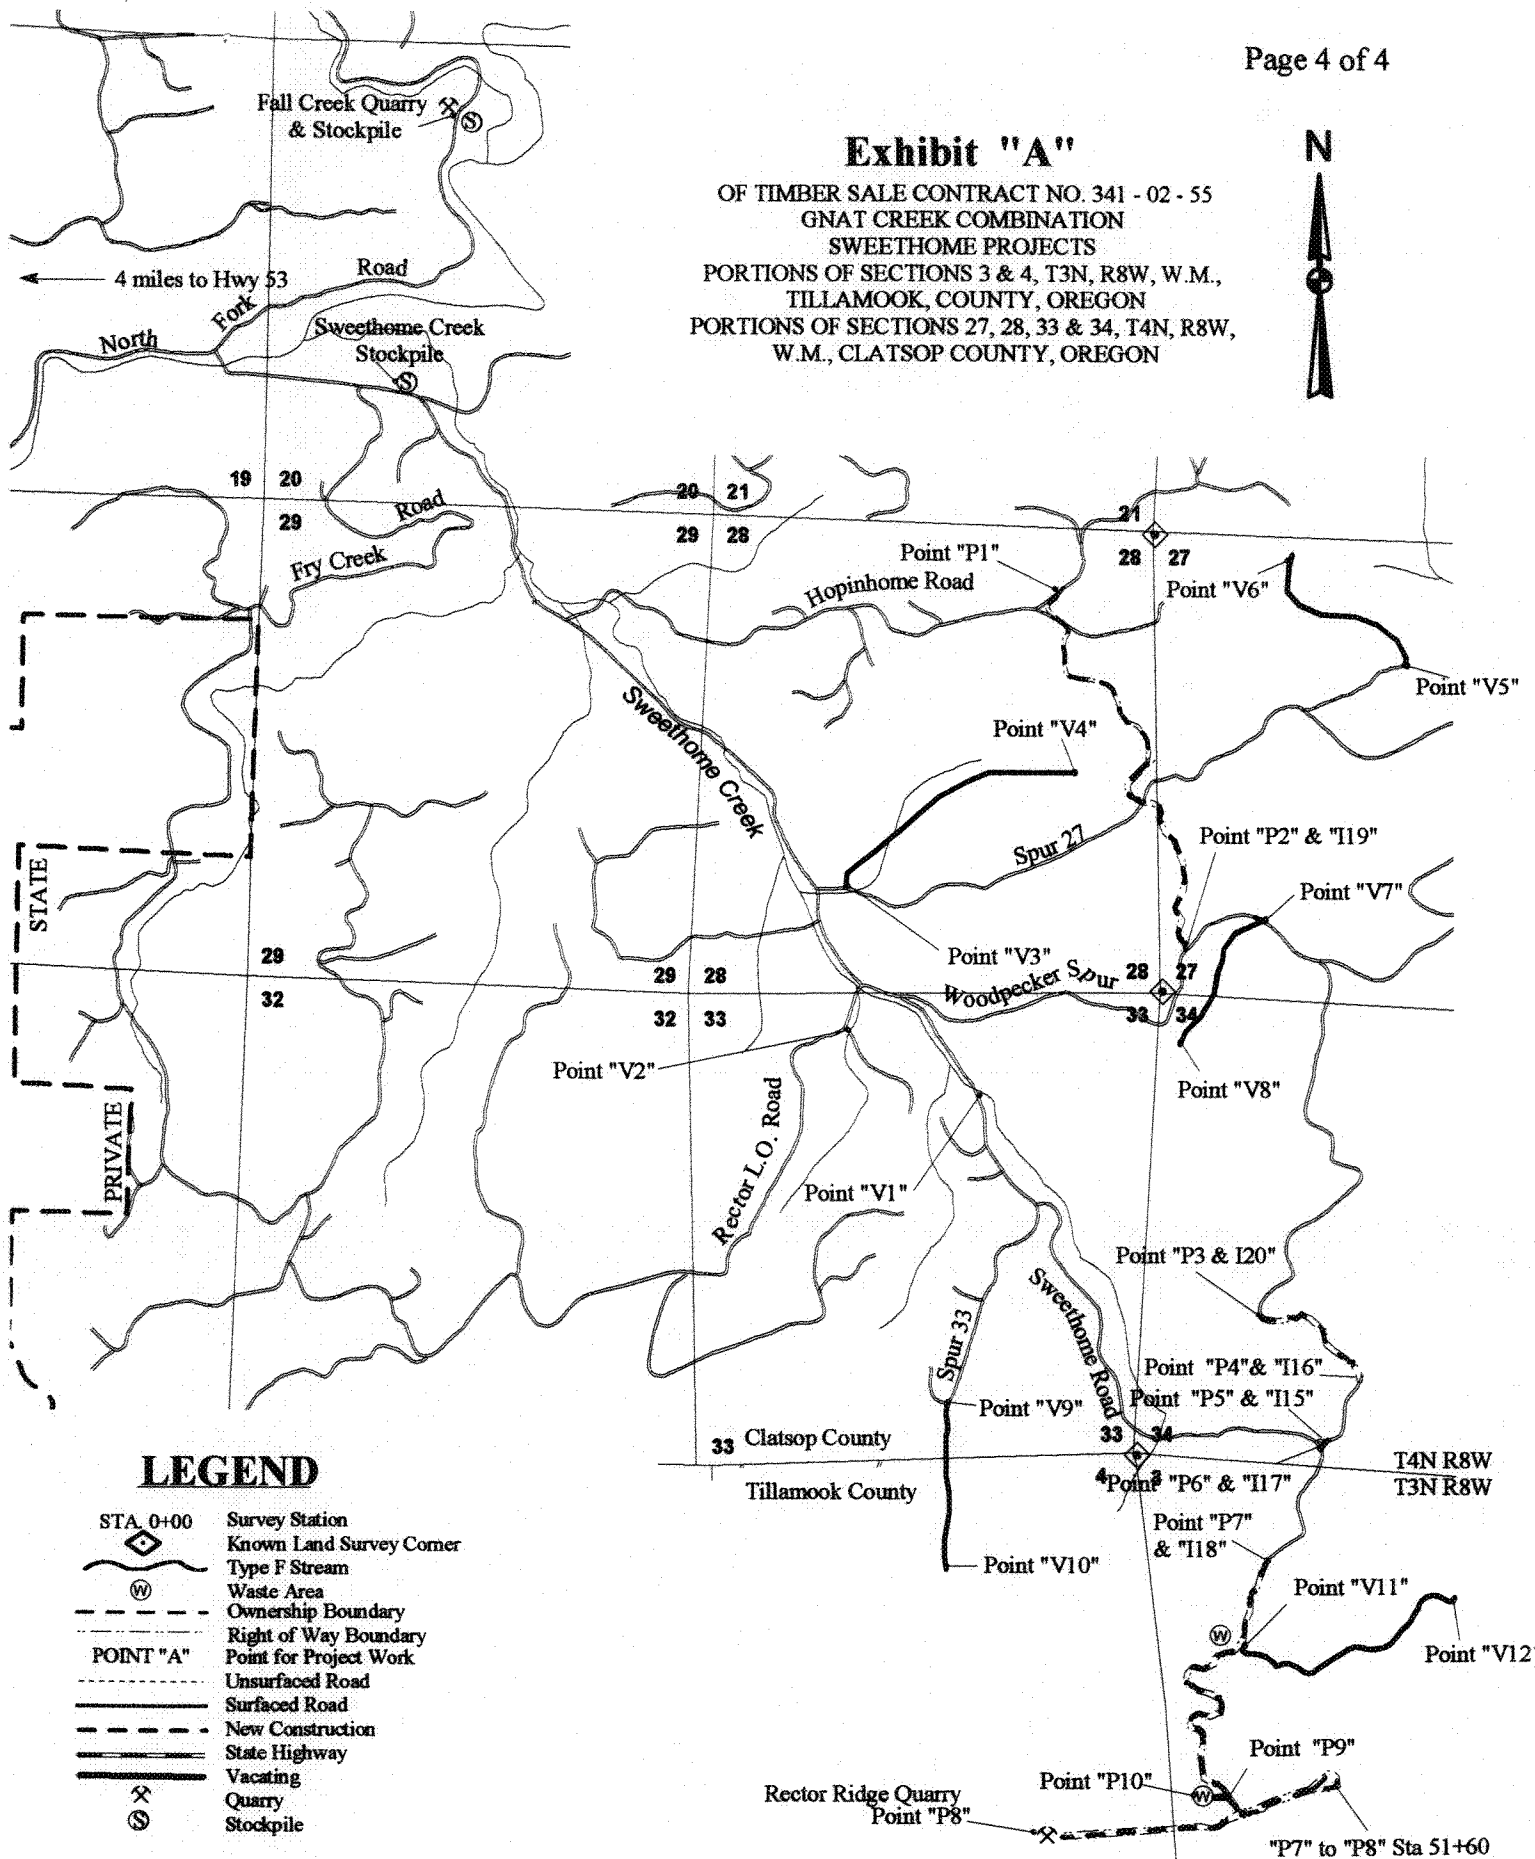 Page 4 of 4
Fall Creek Quarry
& Stockpile
Exhibit "A"
OF TIMBER SALE CONTRACT NO. 341 - 02 - 55
GNAT CREEK COMBINATION
SWEETHOME PROJECTS
PORTIONS OF SECTIONS 3 & 4, T3N, R8W, W.M.,
TILLAMOOK, COUNTY, OREGON
PORTIONS OF SECTIONS 27, 28, 33 & 34, T4N, R8W,
W.M., CLATSOP COUNTY, OREGON
N
4 miles to Hwy 53
North Fork Road
Sweethome Creek
Stockpile
S
S
19 20
29
Road
Fry Creek
20 21
29 28
21
28 27
Point "P1"
Hopinhome Road
Point "V6"
Point "V5"
Sweethome Creek
Point "V4"
Spur 27
Point "P2" & "I19"
Point "V7"
STATE
29
32
29 28
32 33
Point "V3"
Woodpecker Spur
28 27
33 34
Point "V2"
Point "V8"
PRIVATE
Rector L.O. Road
Point "V1"
Point "P3 & I20"
Sweethome Road
Spur 33
Point "P4"& "I16"
Point "P5" & "I15"
Point "V9"
33 34
33 Clatsop County
Tillamook County
4 3
Point "P6" & "I17"
T4N R8W
T3N R8W
Point "P7"
& "I18"
Point "V10"
Point "V11"
W
Point "V12
Point "P9"
Point "P10"
W
Rector Ridge Quarry
Point "P8"
"P7" to "P8" Sta 51+60
LEGEND
STA. 0+00 Survey Station
Known Land Survey Corner
Type F Stream
W Waste Area
Ownership Boundary
Right of Way Boundary
POINT "A" Point for Project Work
Unsurfaced Road
Surfaced Road
New Construction
State Highway
Vacating
Quarry
S Stockpile